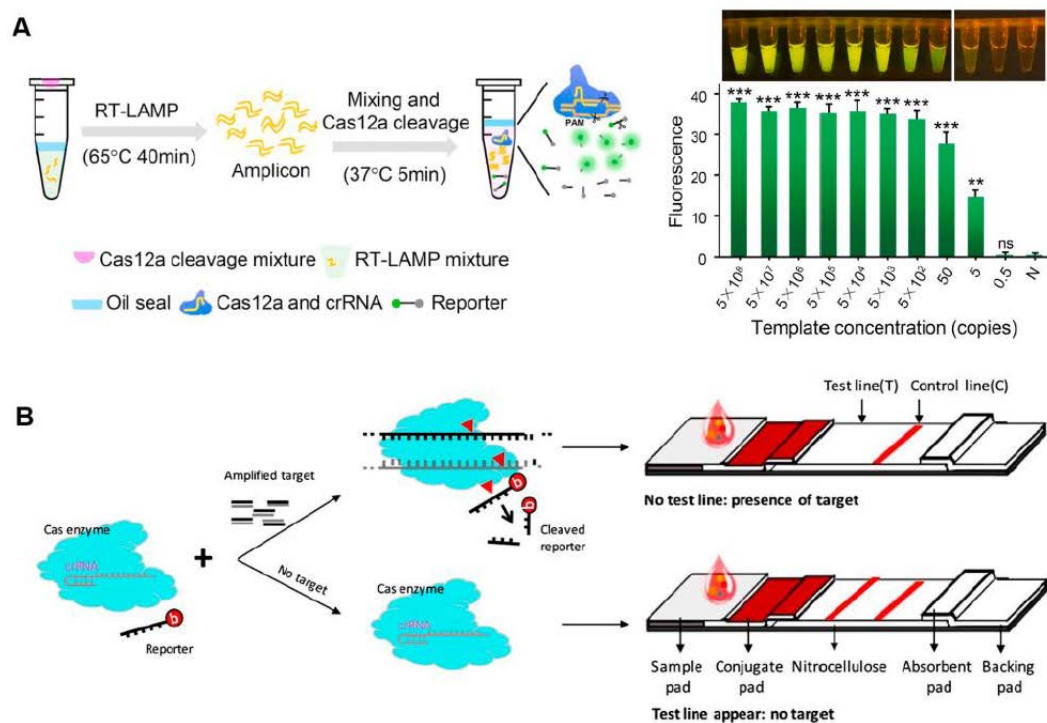 A
RT-LAMP
(65°C 40min)
Amplicon
Mixing and
Cas12a cleavage
(37°C 5min)
PAN
Cas12a cleavage mixture
RT-LAMP mixture
Oil seal
Cas12a and crRNA
Reporter
Fluorescence
40
30
20
10
0
***
***
***
***
***
***
***
***
**
ns
5×10⁸
5×10⁷
5×10⁶
5×10⁵
5×10⁴
5×10³
5×10²
50
5
0.5
N
Template concentration (copies)
B
Cas enzyme
crRNA
b
Reporter
+
Amplified target
No target
b
b
Cleaved
reporter
Cas enzyme
crRNA
Test line(T)
Control line(C)
No test line: presence of target
Sample
pad
Conjugate
pad
Nitrocellulose
Absorbent
pad
Backing
pad
Test line appear: no target